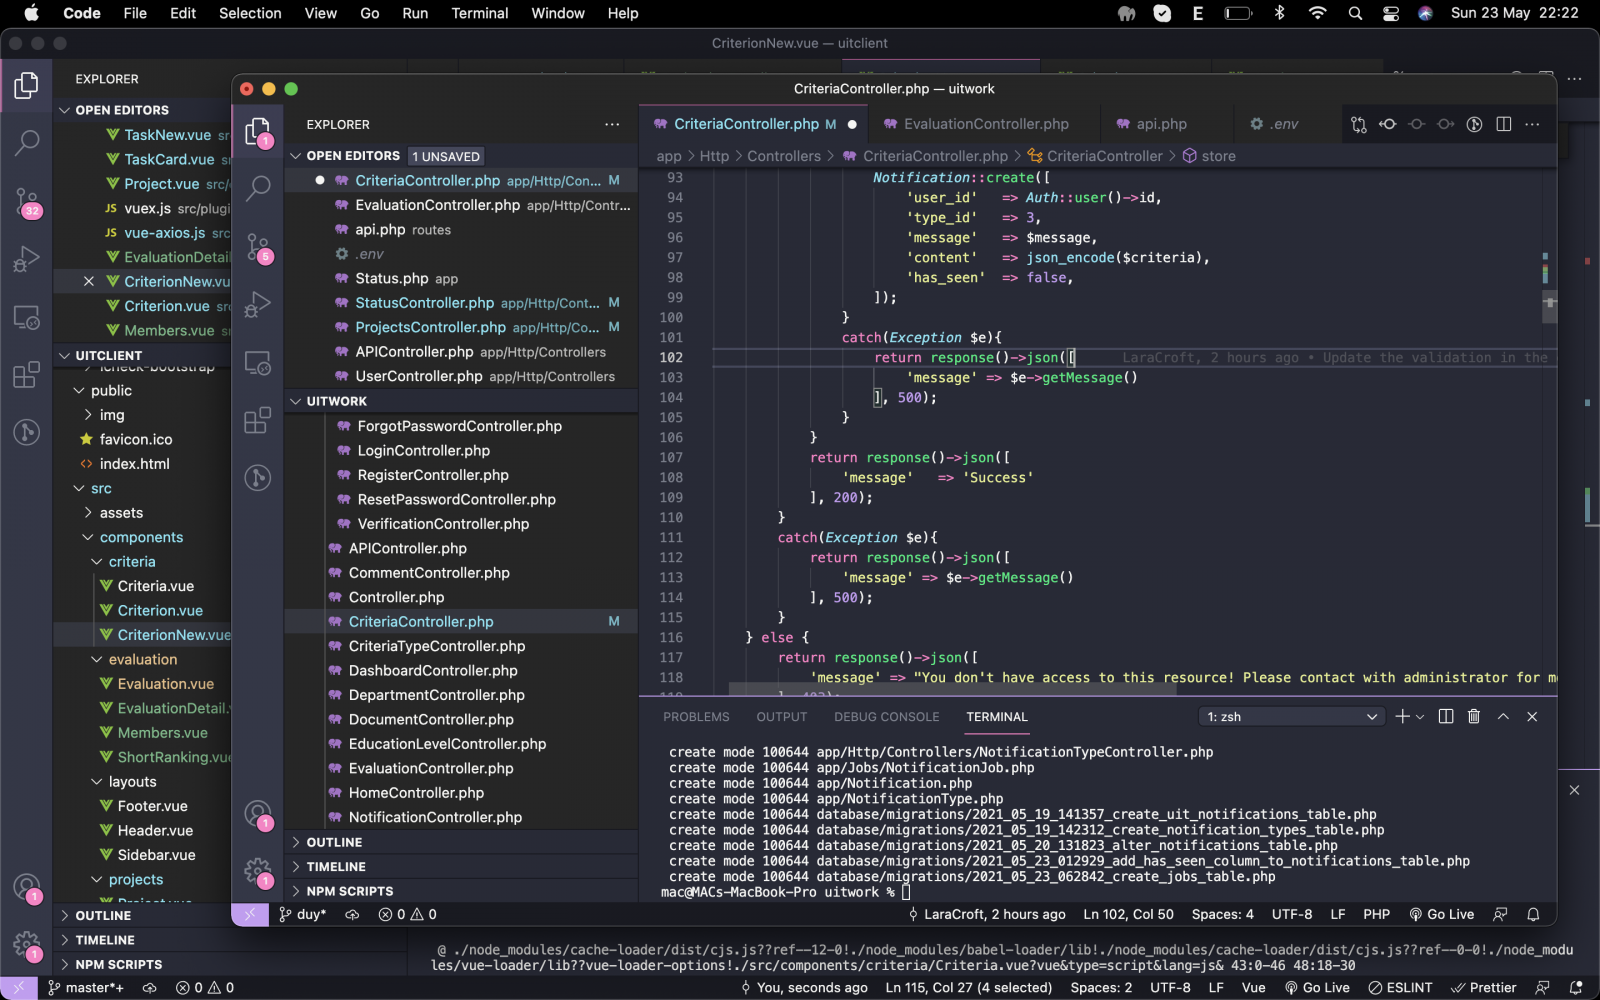 Code File Edit Selection View Go Run Terminal Window Help
E Sun 23 May 22:22
CriterionNew.vue — uitclient
EXPLORER
OPEN EDITORS
TaskNew.vue
TaskCard.vue
Project.vue
JS vuex.js src/plugi
JS vue-axios.js
EvaluationDetail
CriterionNew.vu
Criterion.vue
Members.vue
UITCLIENT
icheck-bootstrap
public
img
favicon.ico
index.html
src
assets
components
criteria
Criteria.vue
Criterion.vue
CriterionNew.vue
evaluation
Evaluation.vue
EvaluationDetail.
Members.vue
ShortRanking.vue
layouts
Footer.vue
Header.vue
Sidebar.vue
projects
Project.vue
OUTLINE
TIMELINE
NPM SCRIPTS
32
1
1
CriteriaController.php — uitwork
EXPLORER
OPEN EDITORS 1 UNSAVED
CriteriaController.php app/Http/Con... M
EvaluationController.php app/Http/Contr...
api.php routes
.env
Status.php app
StatusController.php app/Http/Cont... M
ProjectsController.php app/Http/Co... M
APIController.php app/Http/Controllers
UserController.php app/Http/Controllers
UITWORK
ForgotPasswordController.php
LoginController.php
RegisterController.php
ResetPasswordController.php
VerificationController.php
APIController.php
CommentController.php
Controller.php
CriteriaController.php M
CriteriaTypeController.php
DashboardController.php
DepartmentController.php
DocumentController.php
EducationLevelController.php
EvaluationController.php
HomeController.php
NotificationController.php
OUTLINE
TIMELINE
NPM SCRIPTS
1
5
1
1
CriteriaController.php M EvaluationController.php api.php .env
app > Http > Controllers > CriteriaController.php > CriteriaController > store
93 Notification::create([
94 'user_id' => Auth::user()->id,
95 'type_id' => 3,
96 'message' => $message,
97 'content' => json_encode($criteria),
98 'has_seen' => false,
99 ]);
100 }
101 catch(Exception $e){
102 return response()->json([ LaraCroft, 2 hours ago • Update the validation in the
103 'message' => $e->getMessage()
104 ], 500);
105 }
106 }
107 return response()->json([
108 'message' => 'Success'
109 ], 200);
110 }
111 catch(Exception $e){
112 return response()->json([
113 'message' => $e->getMessage()
114 ], 500);
115 }
116 } else {
117 return response()->json([
118 'message' => "You don't have access to this resource! Please contact with administrator for
PROBLEMS OUTPUT DEBUG CONSOLE TERMINAL 1: zsh
create mode 100644 app/Http/Controllers/NotificationTypeController.php
create mode 100644 app/Jobs/NotificationJob.php
create mode 100644 app/Notification.php
create mode 100644 app/NotificationType.php
create mode 100644 database/migrations/2021_05_19_141357_create_uit_notifications_table.php
create mode 100644 database/migrations/2021_05_19_142312_create_notification_types_table.php
create mode 100644 database/migrations/2021_05_20_131823_alter_notifications_table.php
create mode 100644 database/migrations/2021_05_23_012929_add_has_seen_column_to_notifications_table.php
create mode 100644 database/migrations/2021_05_23_062842_create_jobs_table.php
mac@MACs-MacBook-Pro uitwork %
duy* 0 0 LaraCroft, 2 hours ago Ln 102, Col 50 Spaces: 4 UTF-8 LF PHP Go Live
@ ./node_modules/cache-loader/dist/cjs.js??ref--12-0!./node_modules/babel-loader/lib!./node_modules/cache-loader/dist/cjs.js??ref--0-0!./node_modu
les/vue-loader/lib??vue-loader-options!./src/components/criteria/Criteria.vue?vue&type=script&lang=js& 43:0-46 48:18-30
master*+ 0 0 You, seconds ago Ln 115, Col 27 (4 selected) Spaces: 2 UTF-8 LF Vue Go Live ESLINT Prettier